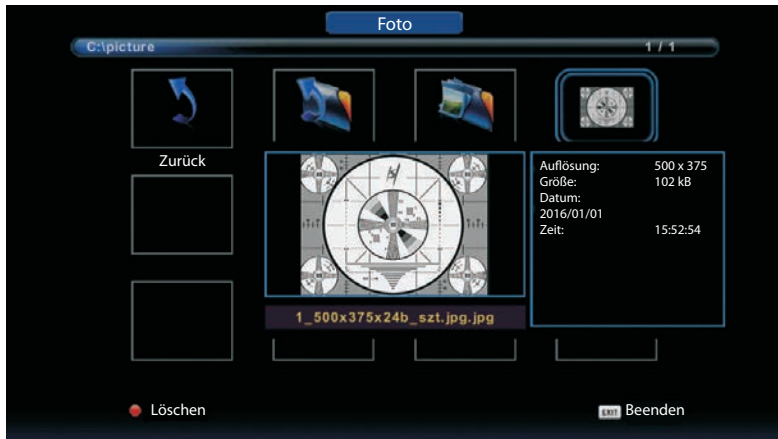 Foto
C:\picture 1 / 1
Zurück
Auflösung: 500 x 375
Größe: 102 kB
Datum:
2016/01/01
Zeit: 15:52:54
1_500x375x24b_szt.jpg.jpg
Löschen
EXIT Beenden